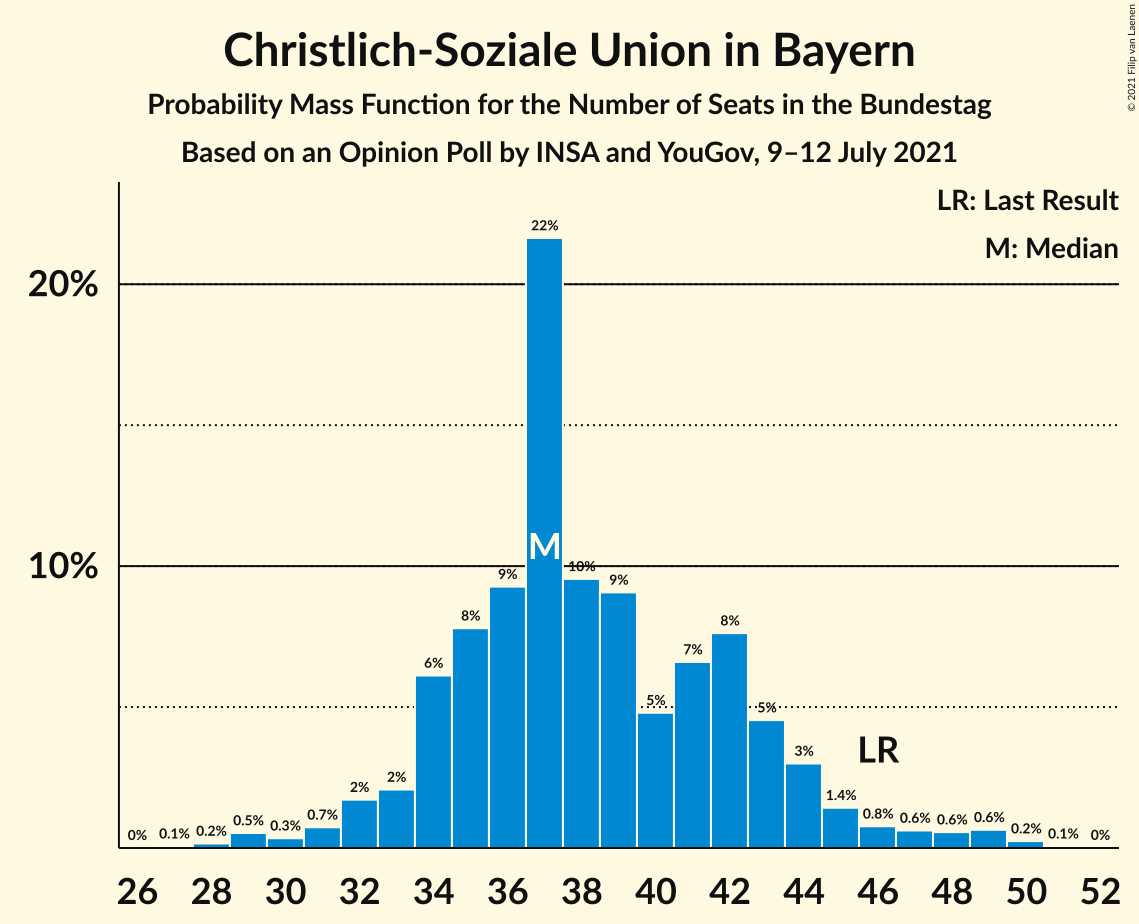 Christlich-Soziale Union in Bayern
Probability Mass Function for the Number of Seats in the Bundestag
Based on an Opinion Poll by INSA and YouGov, 9–12 July 2021
© 2021 Filip van Laenen
LR: Last Result
M: Median
20%
10%
0% 0.1% 0.2% 0.5% 0.3% 0.7% 2% 2% 6% 8% 9% 22% 10% 9% 5% 7% 8% 5% 3% 1.4% 0.8% 0.6% 0.6% 0.6% 0.2% 0.1% 0%
M
LR
26 28 30 32 34 36 38 40 42 44 46 48 50 52